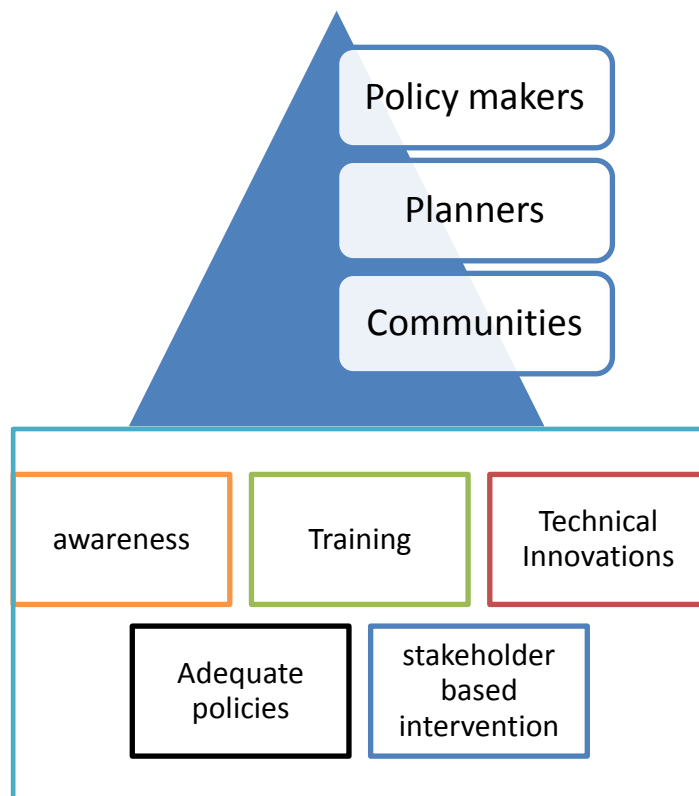 Policy makers
Planners
Communities
awareness
Training
Technical
Innovations
Adequate
policies
stakeholder
based
intervention